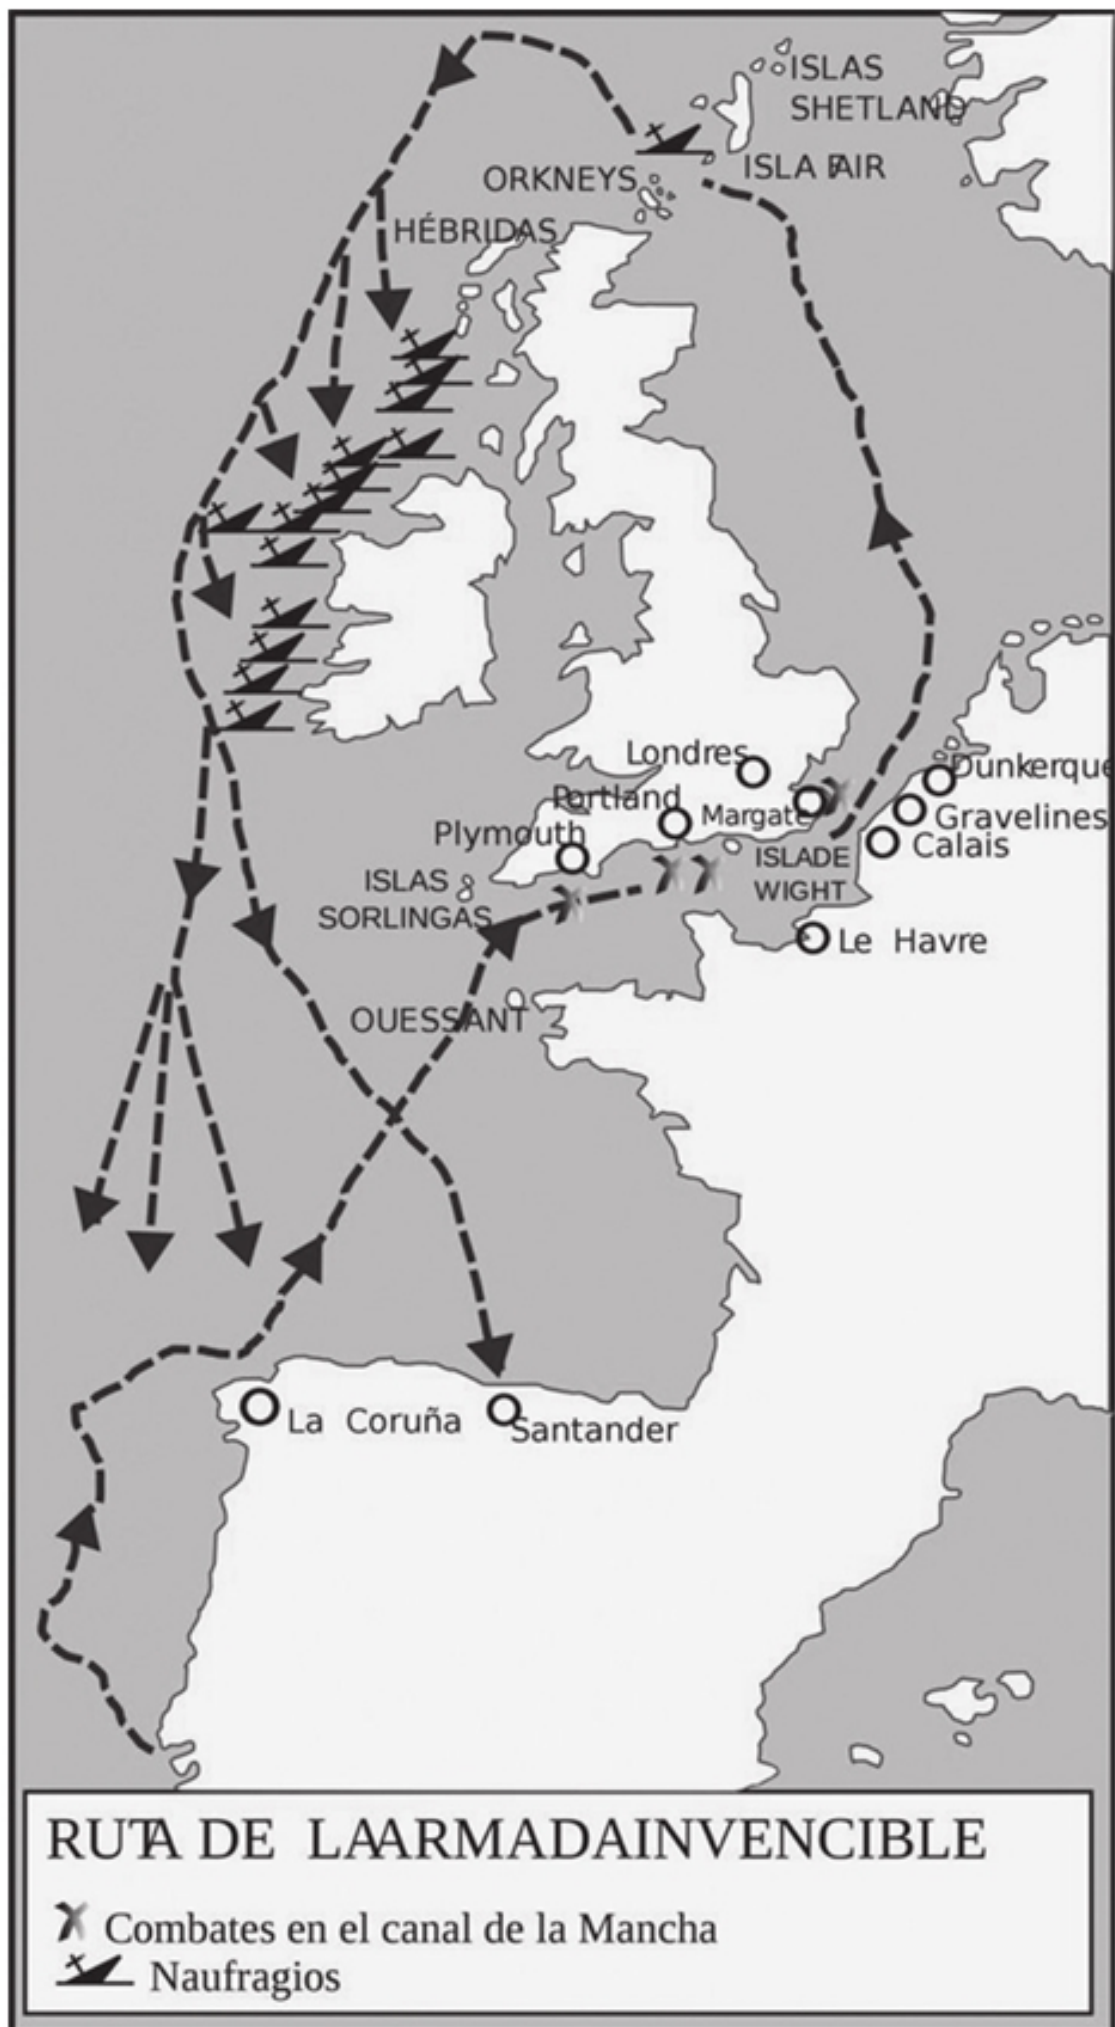 ISLAS
SHETLAND
ISLA FAIR
ORKNEYS
HÉBRIDAS
Londres
Dunkerque
Portland
Margate
Gravelines
Plymouth
Calais
ISLADE
WIGHT
ISLAS
SORLINGAS
Le Havre
OUESSANT
La Coruña
Santander
RUTA DE LAARMADAINVENCIBLE
Combates en el canal de la Mancha
Naufragios